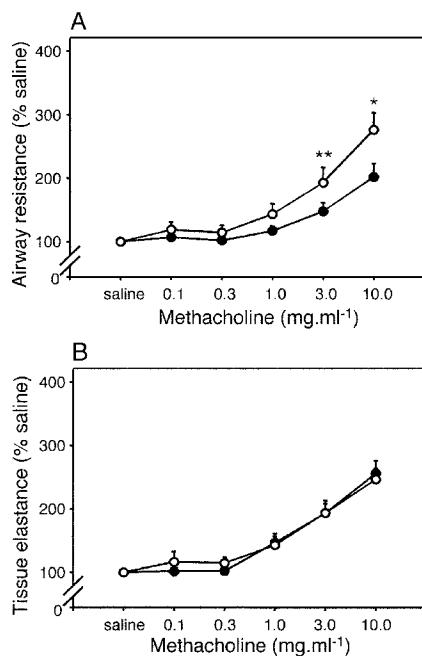 A
Airway resistance (% saline)
400
300
200
100
0
**
*
saline 0.1 0.3 1.0 3.0 10.0
Methacholine (mg.ml-1)
B
Tissue elastance (% saline)
400
300
200
100
0
saline 0.1 0.3 1.0 3.0 10.0
Methacholine (mg.ml-1)